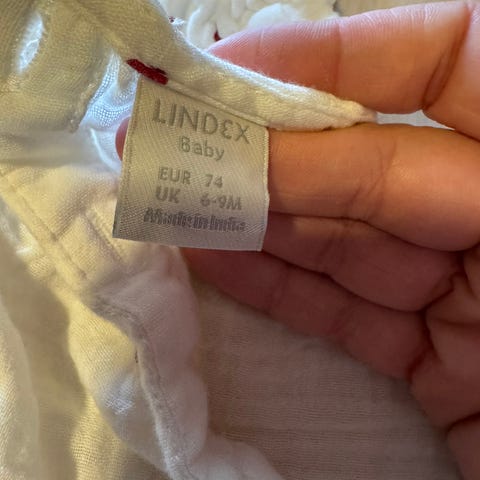 LINDEX
Baby
EUR 74
UK 6-9M
Made in India